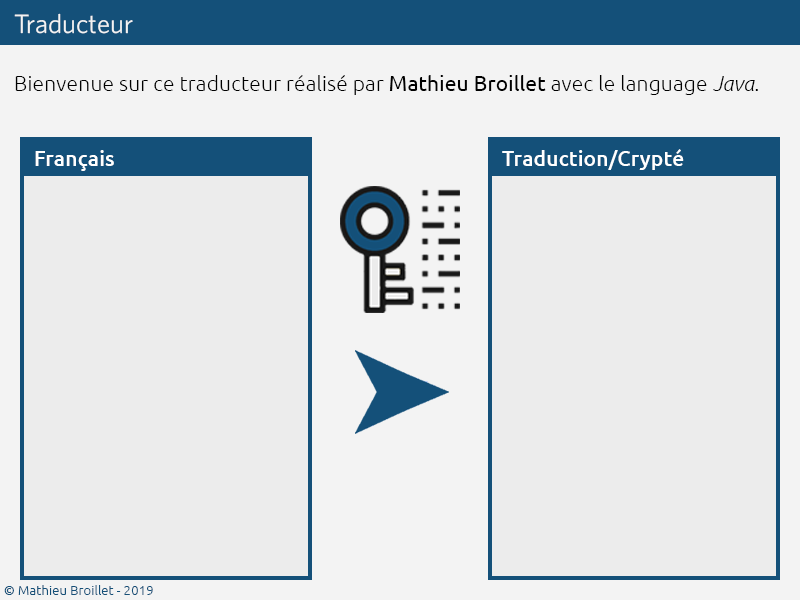 Traducteur
Bienvenue sur ce traducteur réalisé par Mathieu Broillet avec le language Java.
Français
Traduction/Crypté
© Mathieu Broillet - 2019